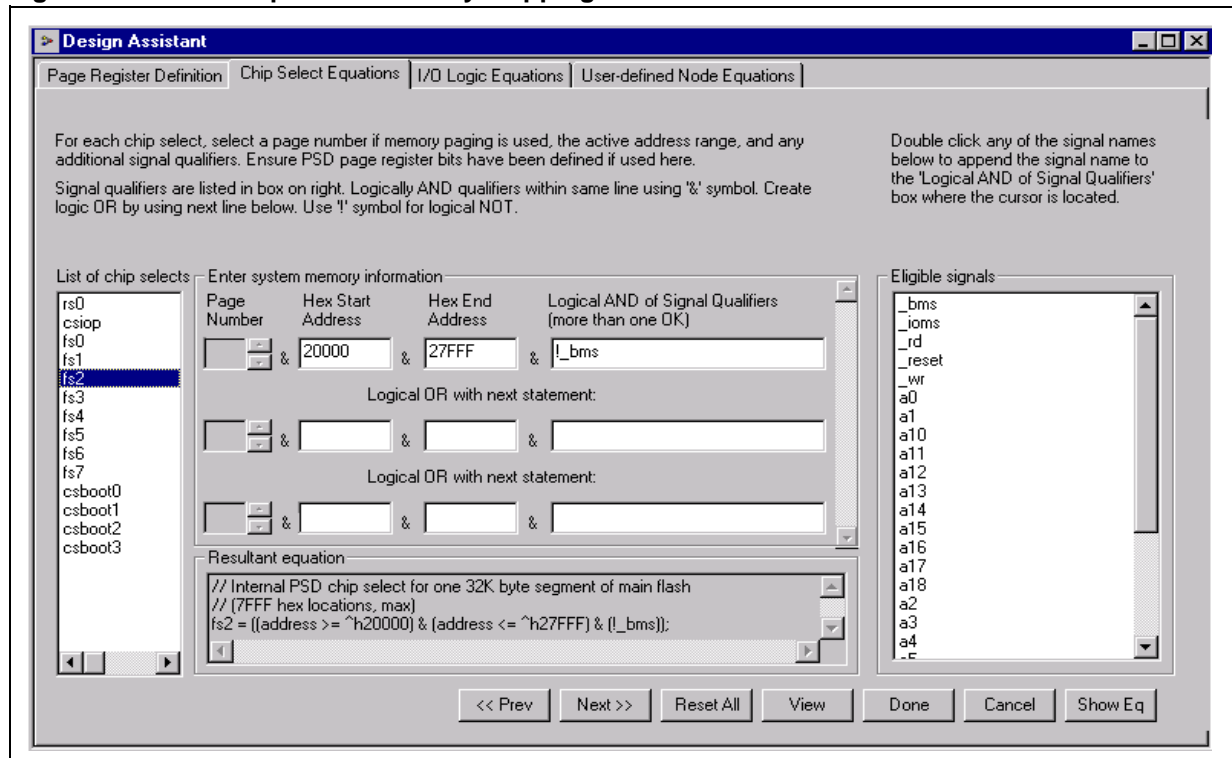 Design Assistant
Page Register Definition
Chip Select Equations
I/O Logic Equations
User-defined Node Equations
For each chip select, select a page number if memory paging is used, the active address range, and any
additional signal qualifiers. Ensure PSD page register bits have been defined if used here.
Signal qualifiers are listed in box on right. Logically AND qualifiers within same line using '&' symbol. Create
logic OR by using next line below. Use '!' symbol for logical NOT.
Double click any of the signal names
below to append the signal name to
the 'Logical AND of Signal Qualifiers'
box where the cursor is located.
List of chip selects
rs0
csiop
fs0
fs1
fs2
fs3
fs4
fs5
fs6
fs7
csboot0
csboot1
csboot2
csboot3
Enter system memory information
Page Number
Hex Start Address
Hex End Address
Logical AND of Signal Qualifiers
(more than one OK)
& 20000 & 27FFF & !_bms
Logical OR with next statement:
& & &
Logical OR with next statement:
& & &
Resultant equation
// Internal PSD chip select for one 32K byte segment of main flash
// (7FFF hex locations, max)
fs2 = ((address >= ^h20000) & (address <= ^h27FFF) & (!_bms));
Eligible signals
_bms
_ioms
_rd
_reset
_wr
a0
a1
a10
a11
a12
a13
a14
a15
a16
a17
a18
a2
a3
a4
<< Prev
Next >>
Reset All
View
Done
Cancel
Show Eq